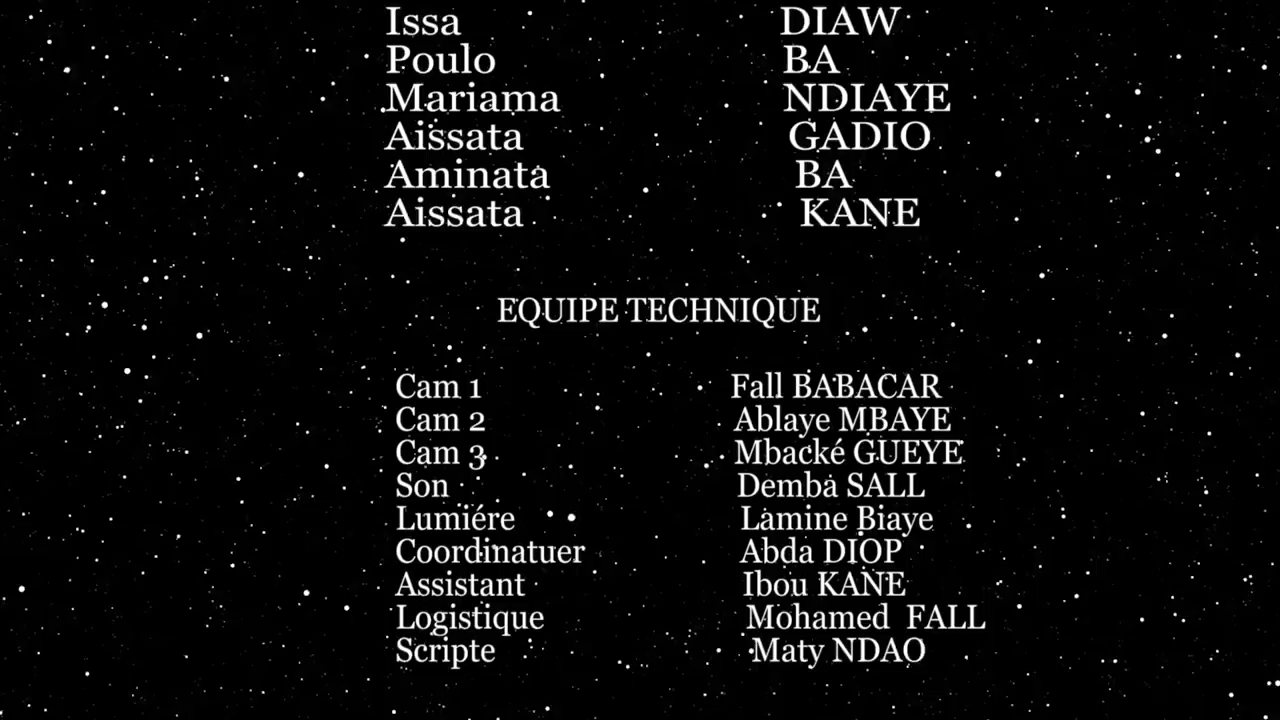 Issa DIAW
Poulo BA
Mariama NDIAYE
Aissata GADIO
Aminata BA
Aissata KANE
EQUIPE TECHNIQUE
Cam 1 Fall BABACAR
Cam 2 Ablaye MBAYE
Cam 3 Mbacké GUEYE
Son Demba SALL
Lumiére Lamine Biaye
Coordinatuer Abda DIOP
Assistant Ibou KANE
Logistique Mohamed FALL
Scripte Maty NDAO